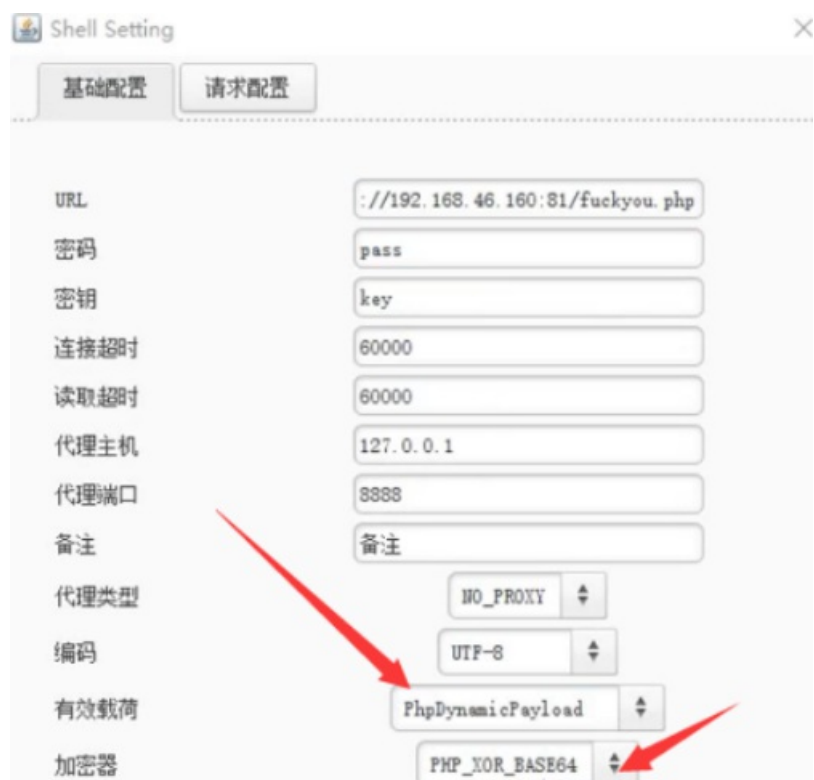 Shell Setting
基础配置 请求配置
URL ://192.168.46.160:81/fuckyou.php
密码 pass
密钥 key
连接超时 60000
读取超时 60000
代理主机 127.0.0.1
代理端口 8888
备注 备注
代理类型 NO_PROXY
编码 UTF-8
有效载荷 PhpDynamicPayload
加密器 PHP_XOR_BASE64